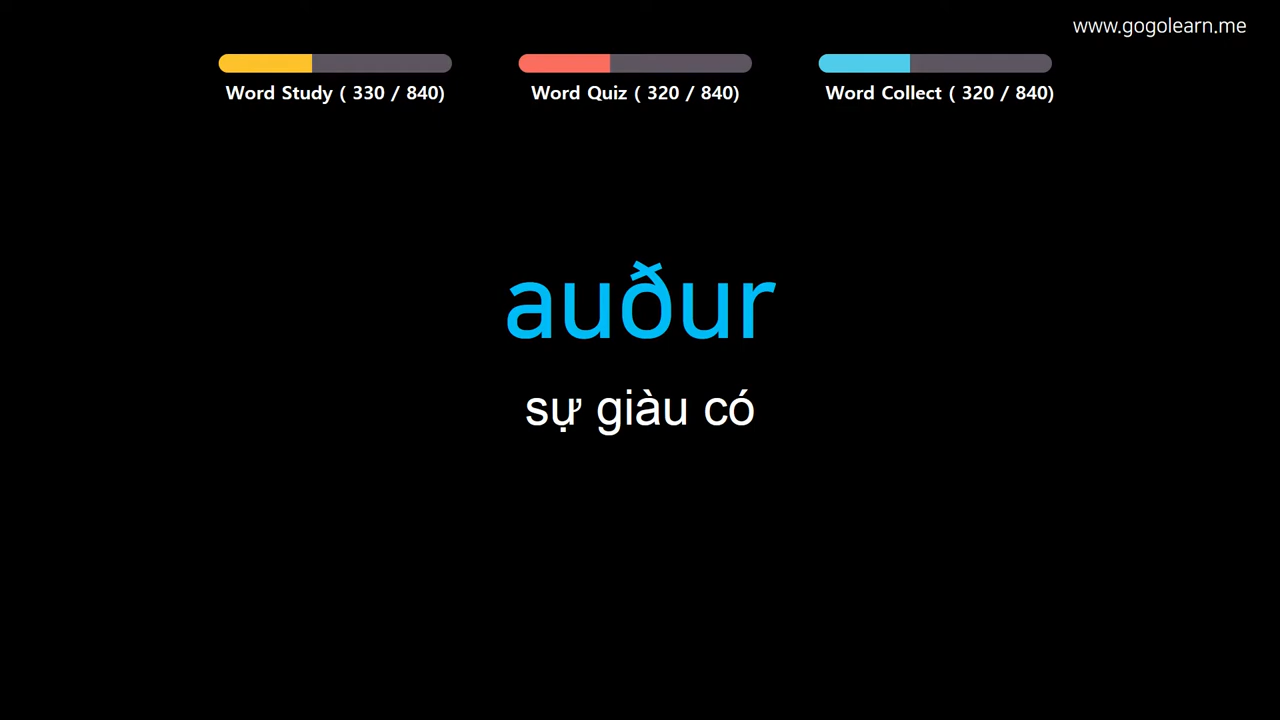 www.gogolearn.me
Word Study ( 330 / 840)
Word Quiz ( 320 / 840)
Word Collect ( 320 / 840)
auður
sự giàu có